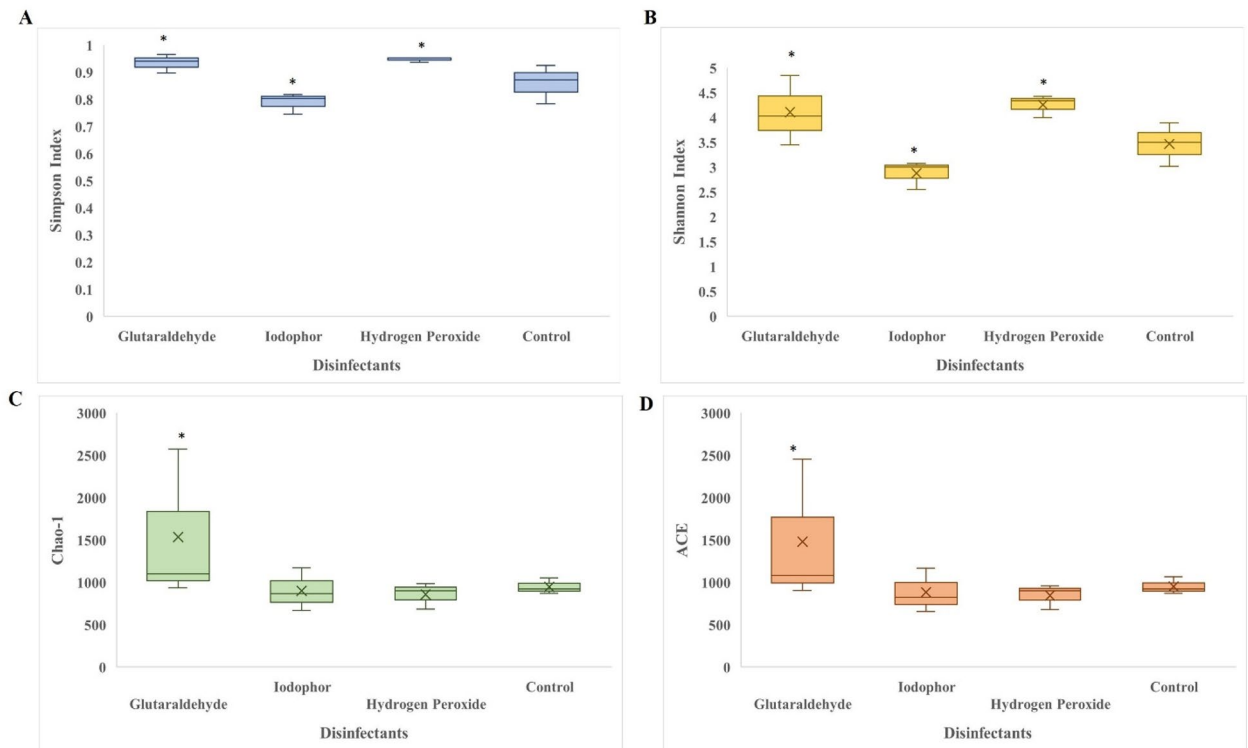 A
*
*
*
1
0.9
0.8
0.7
0.6
0.5
0.4
0.3
0.2
0.1
0
Simpson Index
Glutaraldehyde Iodophor Hydrogen Peroxide Control
Disinfectants
B
*
*
*
5
4.5
4
3.5
3
2.5
2
1.5
1
0.5
0
Shannon Index
Glutaraldehyde Iodophor Hydrogen Peroxide Control
Disinfectants
C
*
3000
2500
2000
1500
1000
500
0
Chao-1
Iodophor Control
Glutaraldehyde Hydrogen Peroxide
Disinfectants
D
*
3000
2500
2000
1500
1000
500
0
ACE
Iodophor Control
Glutaraldehyde Hydrogen Peroxide
Disinfectants